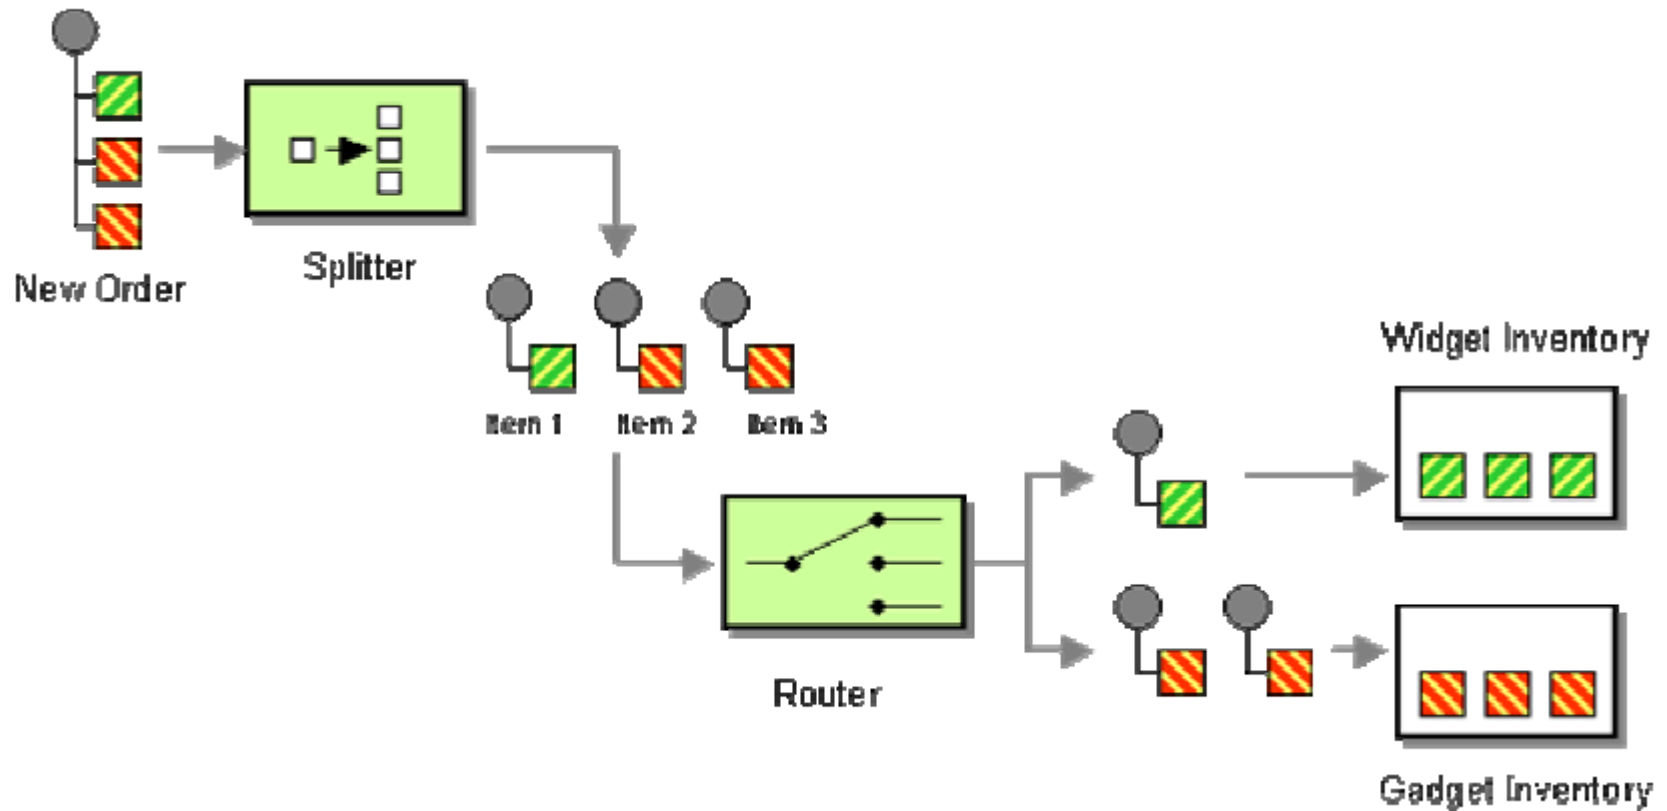 New Order
Splitter
Item 1
Item 2
Item 3
Router
Widget Inventory
Gadget Inventory